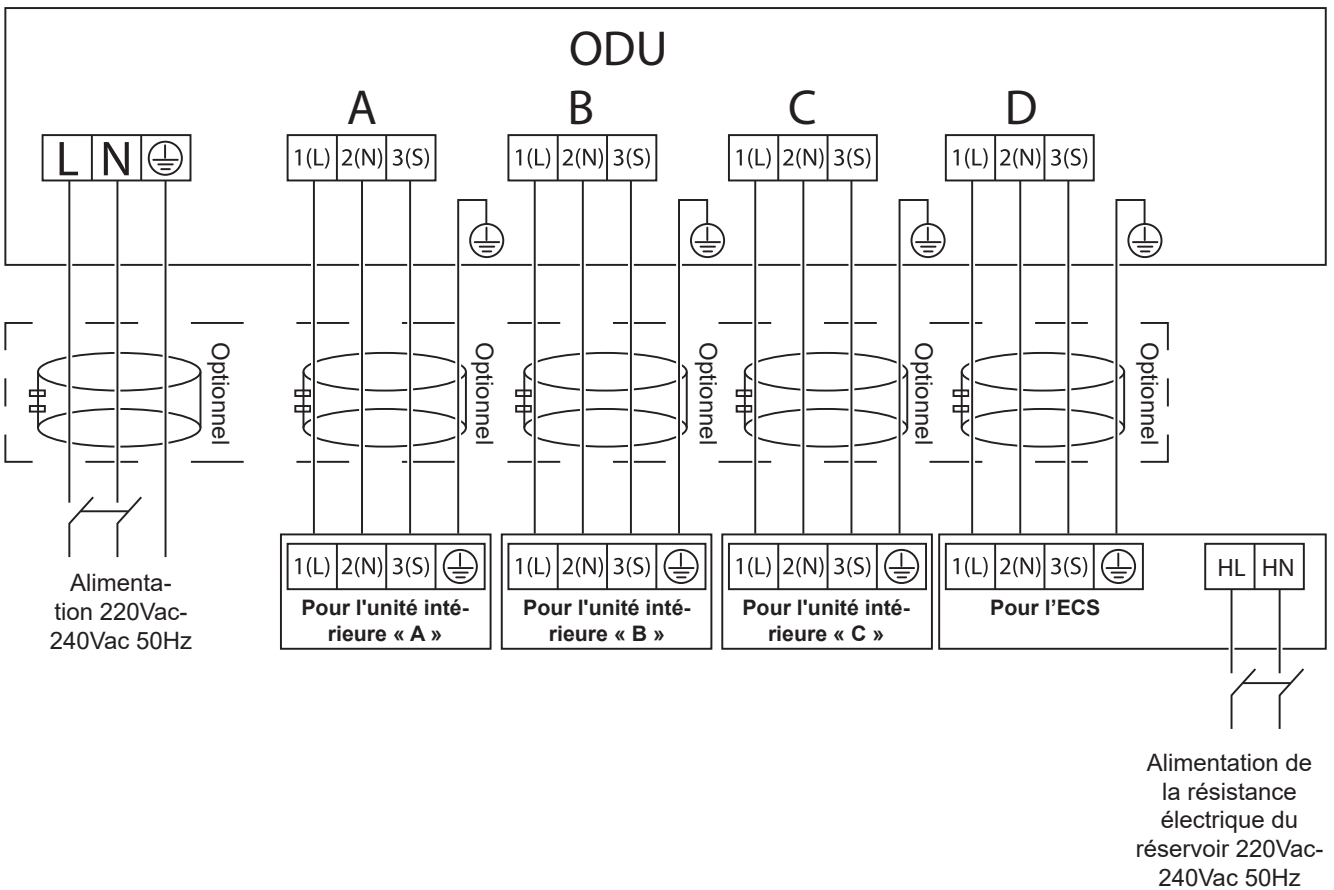 ODU
A
B
C
D
L N
1(L) 2(N) 3(S)
1(L) 2(N) 3(S)
1(L) 2(N) 3(S)
1(L) 2(N) 3(S)
Optionnel
Optionnel
Optionnel
Optionnel
Optionnel
Alimenta-
tion 220Vac-
240Vac 50Hz
1(L) 2(N) 3(S)
Pour l'unité inté-
rieure « A »
1(L) 2(N) 3(S)
Pour l'unité inté-
rieure « B »
1(L) 2(N) 3(S)
Pour l'unité inté-
rieure « C »
1(L) 2(N) 3(S)
Pour l’ECS
HL HN
Alimentation de
la résistance
électrique du
réservoir 220Vac-
240Vac 50Hz